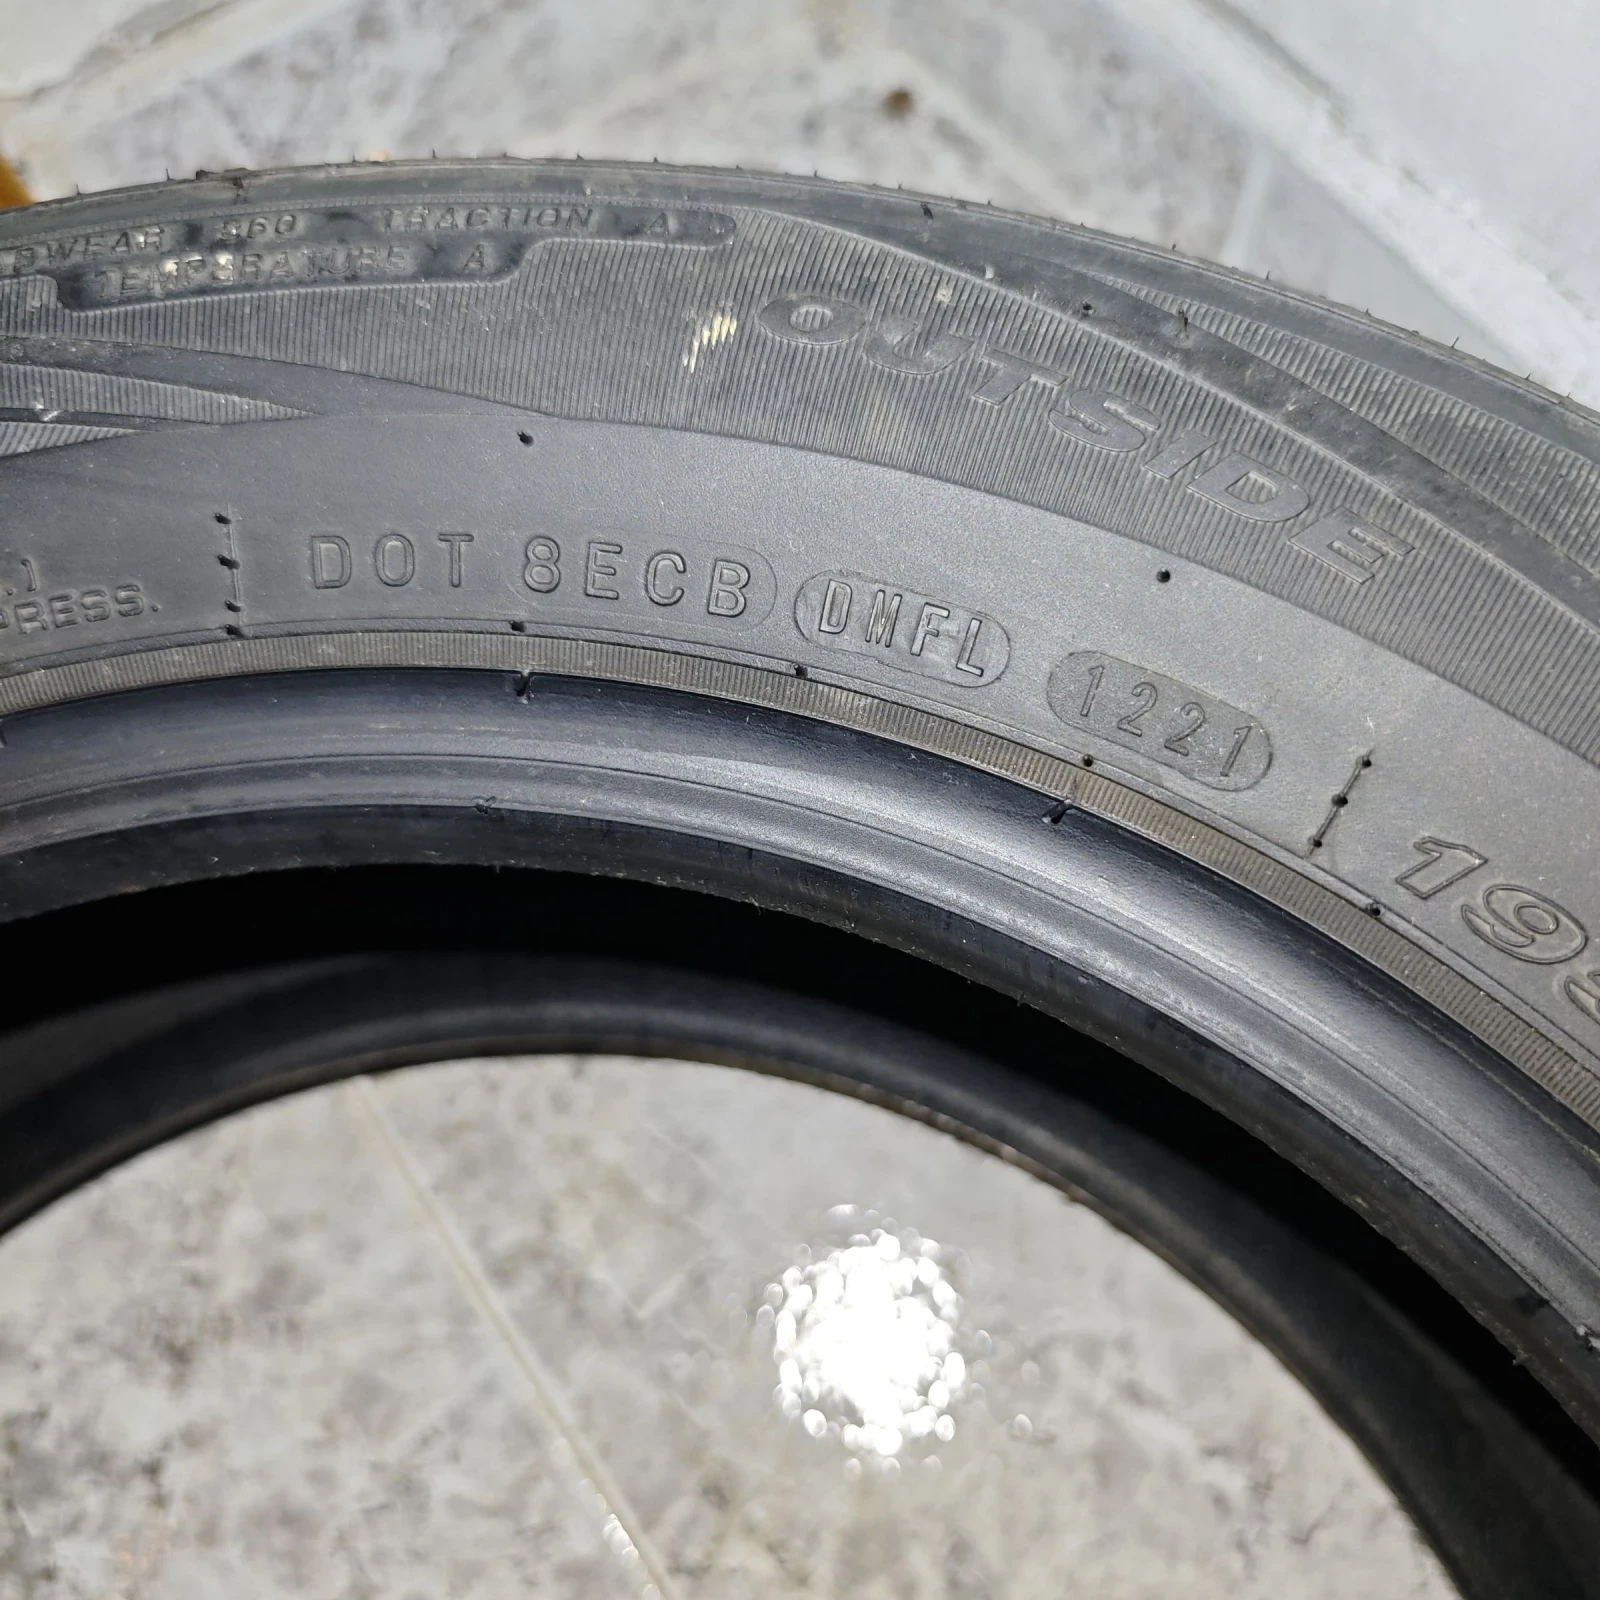 TRACTION A
TEMPERATURE A
OUTSIDE
PRESS.
DOT 8ECB DMFL 1221